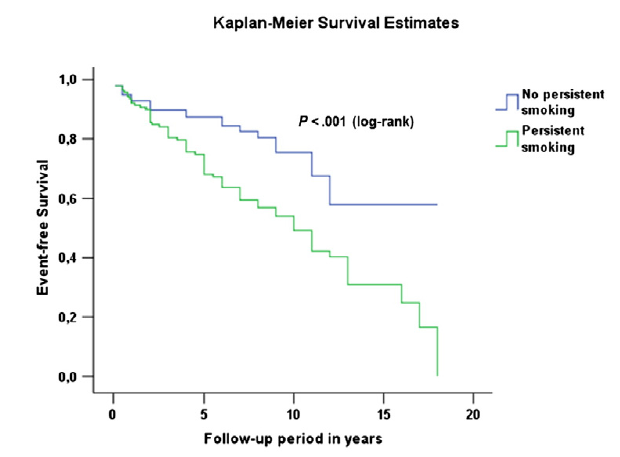 Kaplan-Meier Survival Estimates
No persistent
smoking
Persistent
smoking
P <.001 (log-rank)
Event-free Survival
1,0
0,8
0,6
0,4
0,2
0,0
0 5 10 15 20
Follow-up period in years